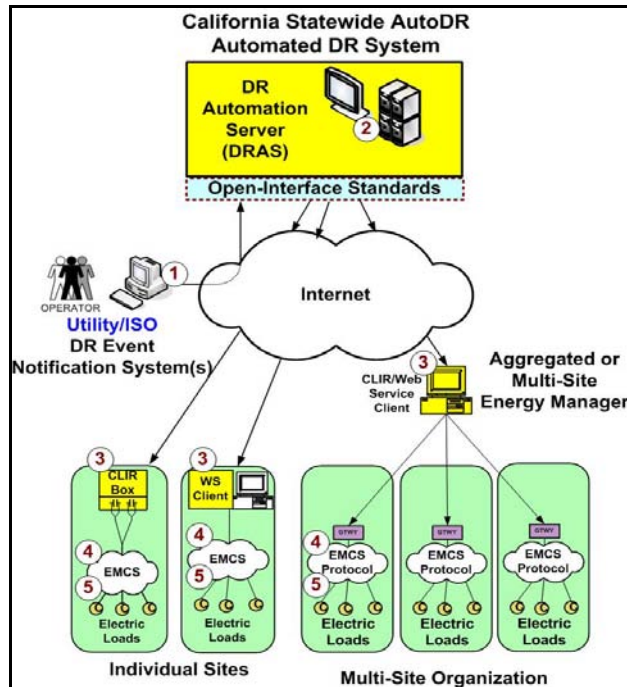 California Statewide AutoDR
Automated DR System
DR
Automation
Server
(DRAS)
2
Open-Interface Standards
1
OPERATOR
Utility/ISO
DR Event
Notification System(s)
Internet
3
CLIR/Web
Service
Client
Aggregated or
Multi-Site
Energy Manager
3
CLIR
Box
4
EMCS
5
Electric
Loads
3
WS
Client
4
EMCS
5
Electric
Loads
Individual Sites
GTWY
4
EMCS
Protocol
5
Electric
Loads
GTWY
EMCS
Protocol
Electric
Loads
GTWY
EMCS
Protocol
Electric
Loads
Multi-Site Organization